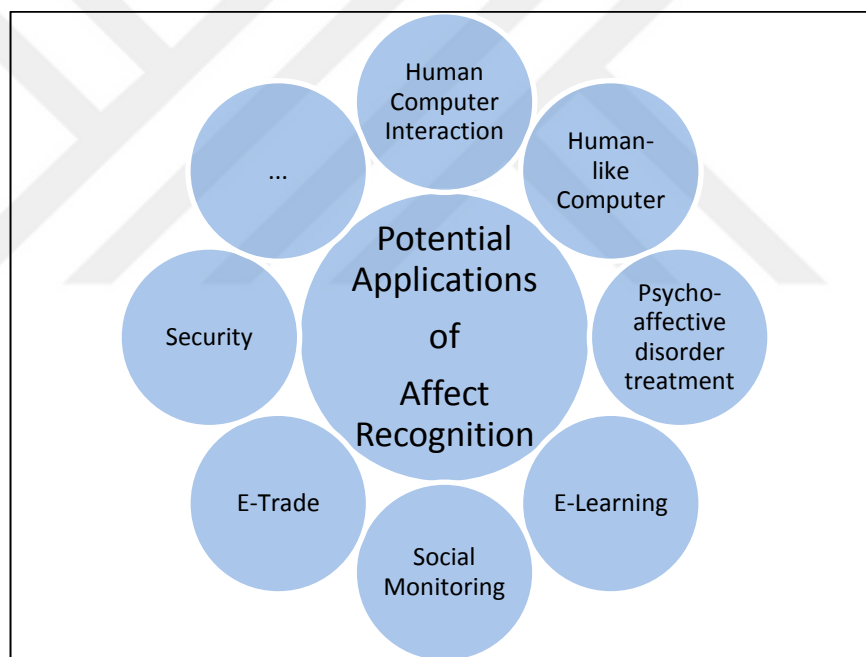 Human
Computer
Interaction
Human-
like
Computer
Psycho-
affective
disorder
treatment
E-Learning
Social
Monitoring
E-Trade
Security
...
Potential
Applications
of
Affect
Recognition